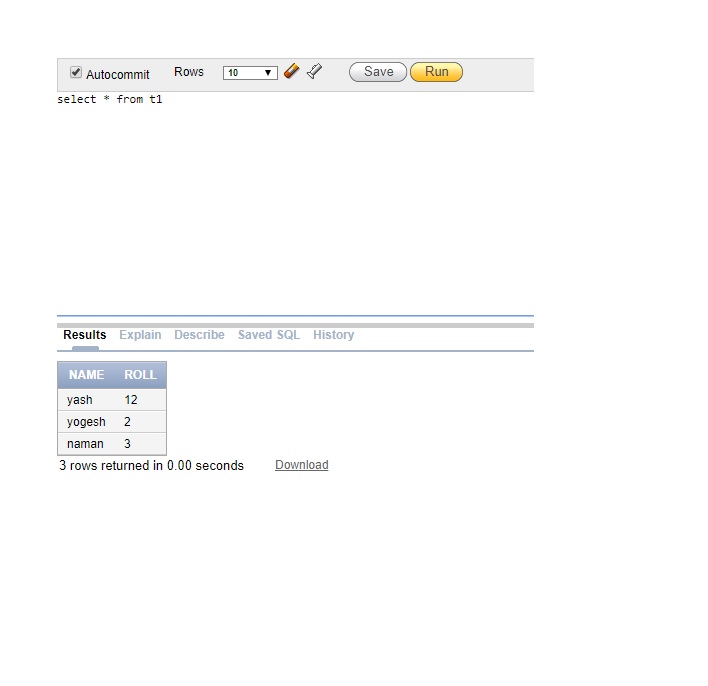 Autocommit Rows 10 Save Run
select * from t1
Results Explain Describe Saved SQL History
NAME ROLL
yash 12
yogesh 2
naman 3
3 rows returned in 0.00 seconds Download